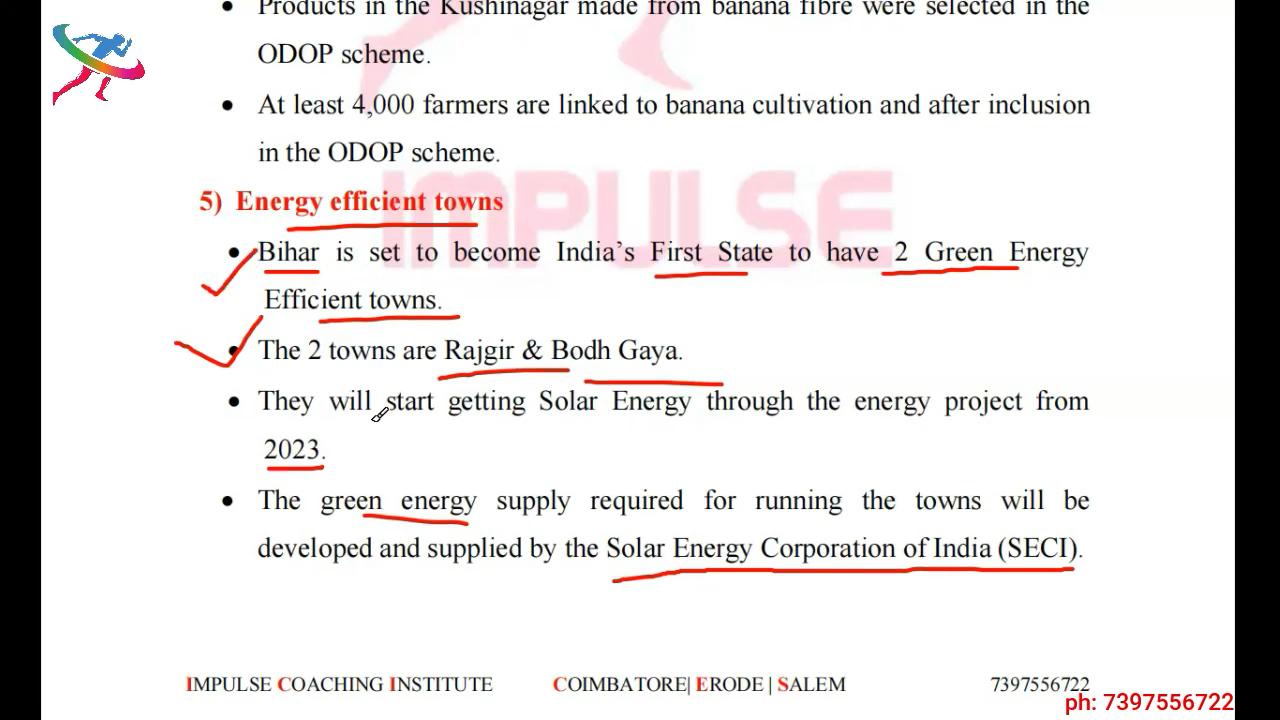 • Products in the Kushinagar made from banana fibre were selected in the
ODOP scheme.
• At least 4,000 farmers are linked to banana cultivation and after inclusion
in the ODOP scheme.
IMPULSE
5) Energy efficient towns
• Bihar is set to become India's First State to have 2 Green Energy
Efficient towns.
• The 2 towns are Rajgir & Bodh Gaya.
• They will start getting Solar Energy through the energy project from
2023.
• The green energy supply required for running the towns will be
developed and supplied by the Solar Energy Corporation of India (SECI).
IMPULSE COACHING INSTITUTE COIMBATORE| ERODE | SALEM 7397556722
ph: 7397556722